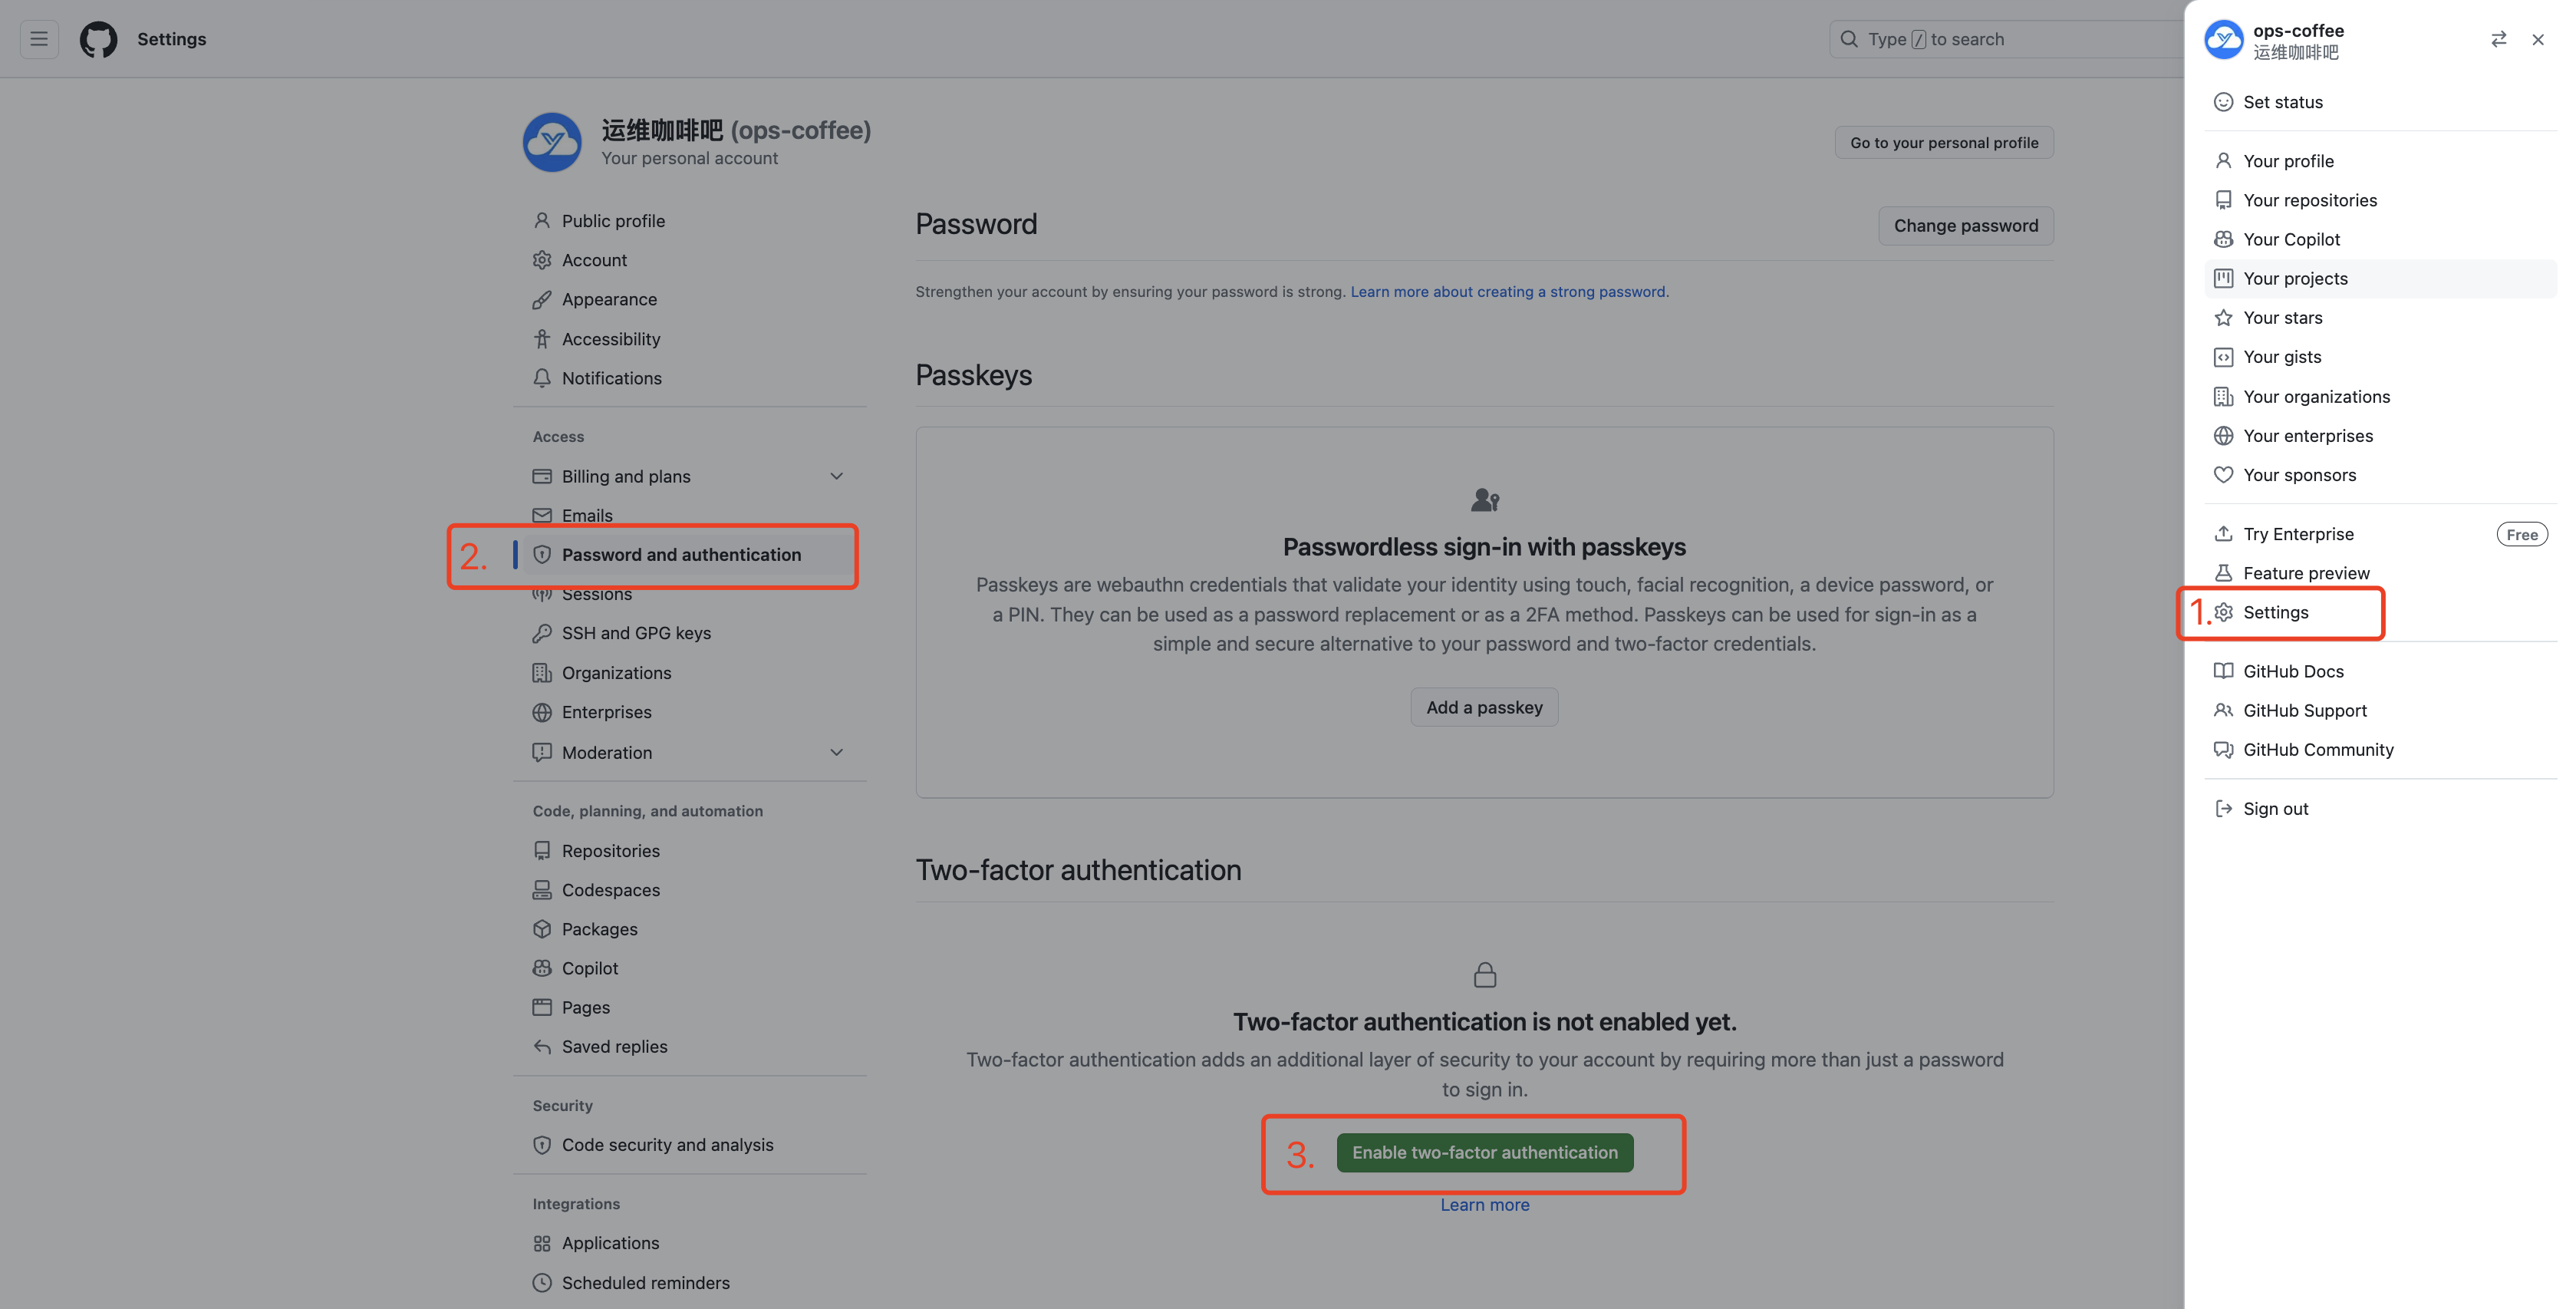 Settings
Type / to search
运维咖啡吧 (ops-coffee)
Your personal account
Go to your personal profile
Public profile
Account
Appearance
Accessibility
Notifications
Access
Billing and plans
Emails
2. Password and authentication
Sessions
SSH and GPG keys
Organizations
Enterprises
Moderation
Code, planning, and automation
Repositories
Codespaces
Packages
Copilot
Pages
Saved replies
Security
Code security and analysis
Integrations
Applications
Scheduled reminders
Password
Change password
Strengthen your account by ensuring your password is strong. Learn more about creating a strong password.
Passkeys
Passwordless sign-in with passkeys
Passkeys are webauthn credentials that validate your identity using touch, facial recognition, a device password, or
a PIN. They can be used as a password replacement or as a 2FA method. Passkeys can be used for sign-in as a
simple and secure alternative to your password and two-factor credentials.
Add a passkey
Two-factor authentication
Two-factor authentication is not enabled yet.
Two-factor authentication adds an additional layer of security to your account by requiring more than just a password
to sign in.
3. Enable two-factor authentication
Learn more
ops-coffee
运维咖啡吧
Set status
Your profile
Your repositories
Your Copilot
Your projects
Your stars
Your gists
Your organizations
Your enterprises
Your sponsors
Try Enterprise Free
Feature preview
1. Settings
GitHub Docs
GitHub Support
GitHub Community
Sign out